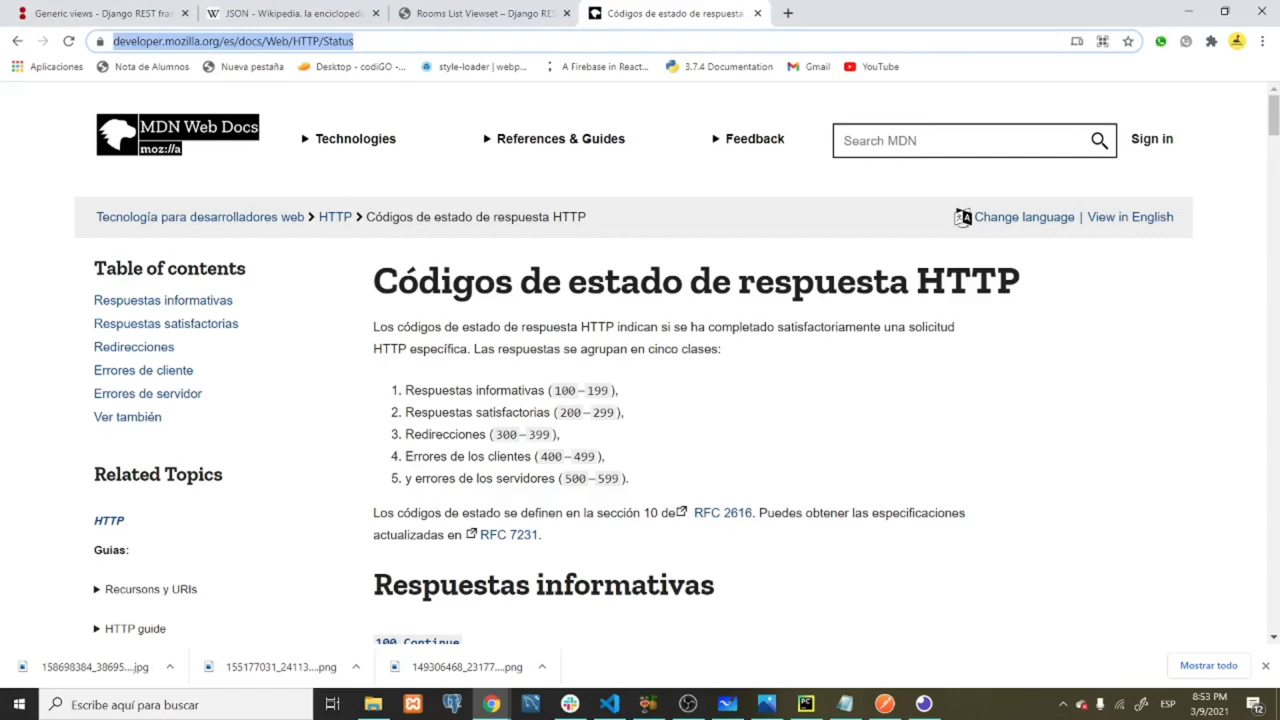 Generic views - Django REST fran
JSON - Wikipedia, la enciclopedi
Rooms List Viewset – Django RES
Códigos de estado de respuesta
developer.mozilla.org/es/docs/Web/HTTP/Status
Aplicaciones
Nota de Alumnos
Nueva pestaña
Desktop - codiGO -...
style-loader | webp...
A Firebase in React...
3.7.4 Documentation
Gmail
YouTube
MDN Web Docs
moz://a
Technologies
References & Guides
Feedback
Search MDN
Sign in
Tecnología para desarrolladores web
HTTP
Códigos de estado de respuesta HTTP
Change language | View in English
Table of contents
Respuestas informativas
Respuestas satisfactorias
Redirecciones
Errores de cliente
Errores de servidor
Ver también
Related Topics
HTTP
Guias:
Recursons y URIs
HTTP guide
Códigos de estado de respuesta HTTP
Los códigos de estado de respuesta HTTP indican si se ha completado satisfactoriamente una solicitud
HTTP específica. Las respuestas se agrupan en cinco clases:
1. Respuestas informativas (100–199),
2. Respuestas satisfactorias (200–299),
3. Redirecciones (300–399),
4. Errores de los clientes (400–499),
5. y errores de los servidores (500–599).
Los códigos de estado se definen en la sección 10 de RFC 2616. Puedes obtener las especificaciones
actualizadas en RFC 7231.
Respuestas informativas
100 Continue
158698384_38695....jpg
155177031_24113....png
149306468_23177....png
Mostrar todo
Escribe aquí para buscar
ESP
8:53 PM
3/9/2021